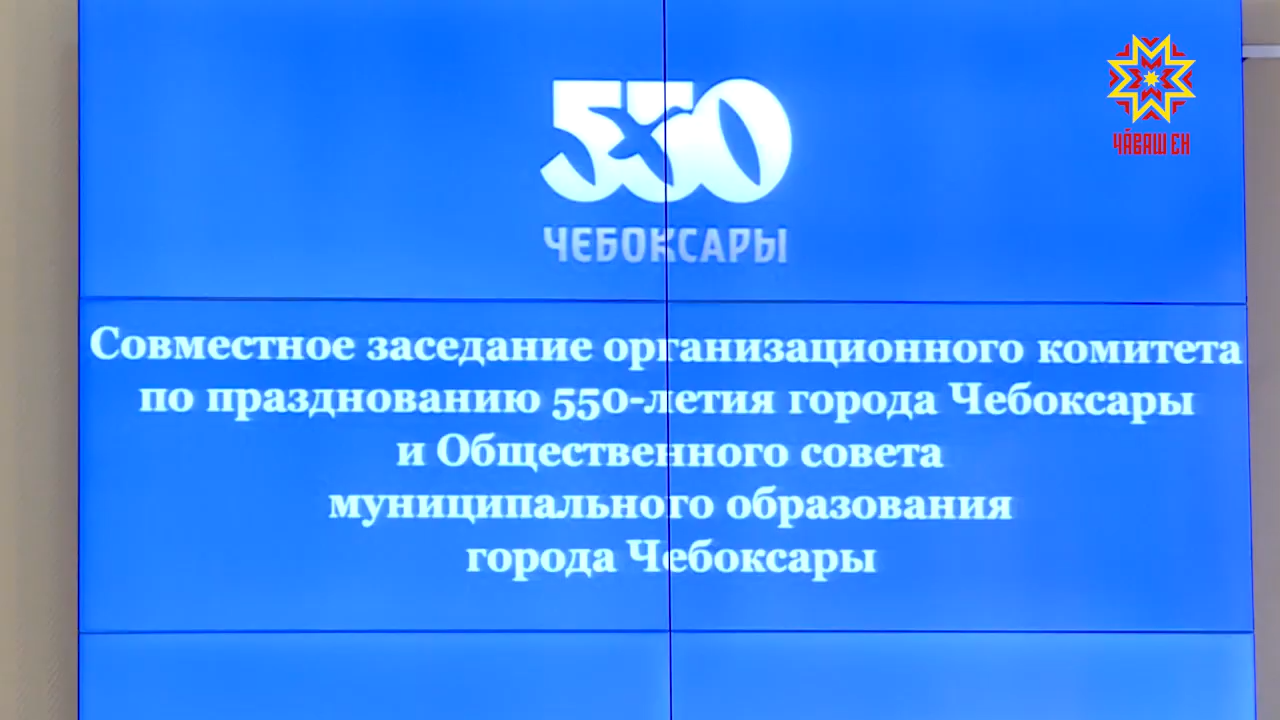 550
ЧЕБОКСАРЫ
ЧӐВАШ ЕН
Совместное заседание организационного комитета
по празднованию 550-летия города Чебоксары
и Общественного совета
муниципального образования
города Чебоксары